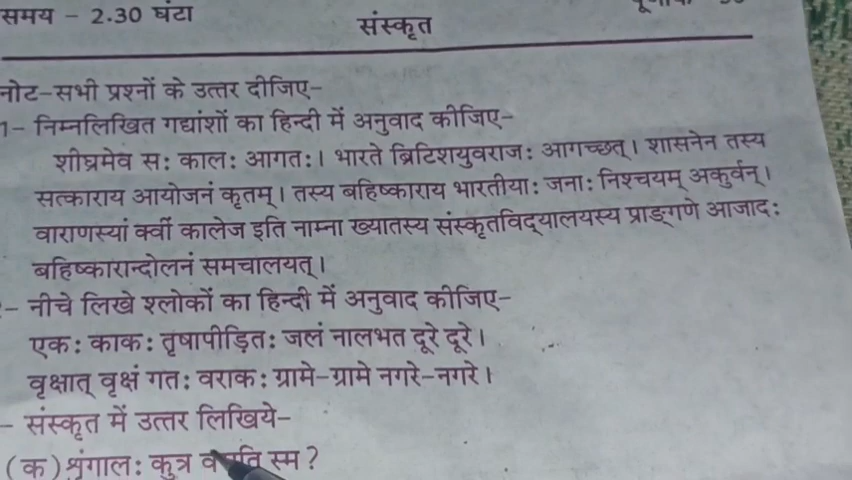 समय - 2.30 घंटा
संस्कृत
नोट-सभी प्रश्नों के उत्तर दीजिए-
1- निम्नलिखित गद्यांशों का हिन्दी में अनुवाद कीजिए-
शीघ्रमेव सः कालः आगतः। भारते ब्रिटिशयुवराजः आगच्छत्। शासनेन तस्य
सत्काराय आयोजनं कृतम्। तस्य बहिष्काराय भारतीयाः जनाः निश्चयम् अकुर्वन्।
वाराणस्यां क्वीं कालेज इति नाम्ना ख्यातस्य संस्कृतविद्यालयस्य प्राङ्गणे आजादः
बहिष्कारान्दोलनं समचालयत्।
- नीचे लिखे श्लोकों का हिन्दी में अनुवाद कीजिए-
एकः काकः तृषापीड़ितः जलं नालभत दूरे दूरे।
वृक्षात् वृक्षं गतः वराकः ग्रामे-ग्रामे नगरे-नगरे।
- संस्कृत में उत्तर लिखिये-
(क) श्रृंगालः कुत्र स्म?